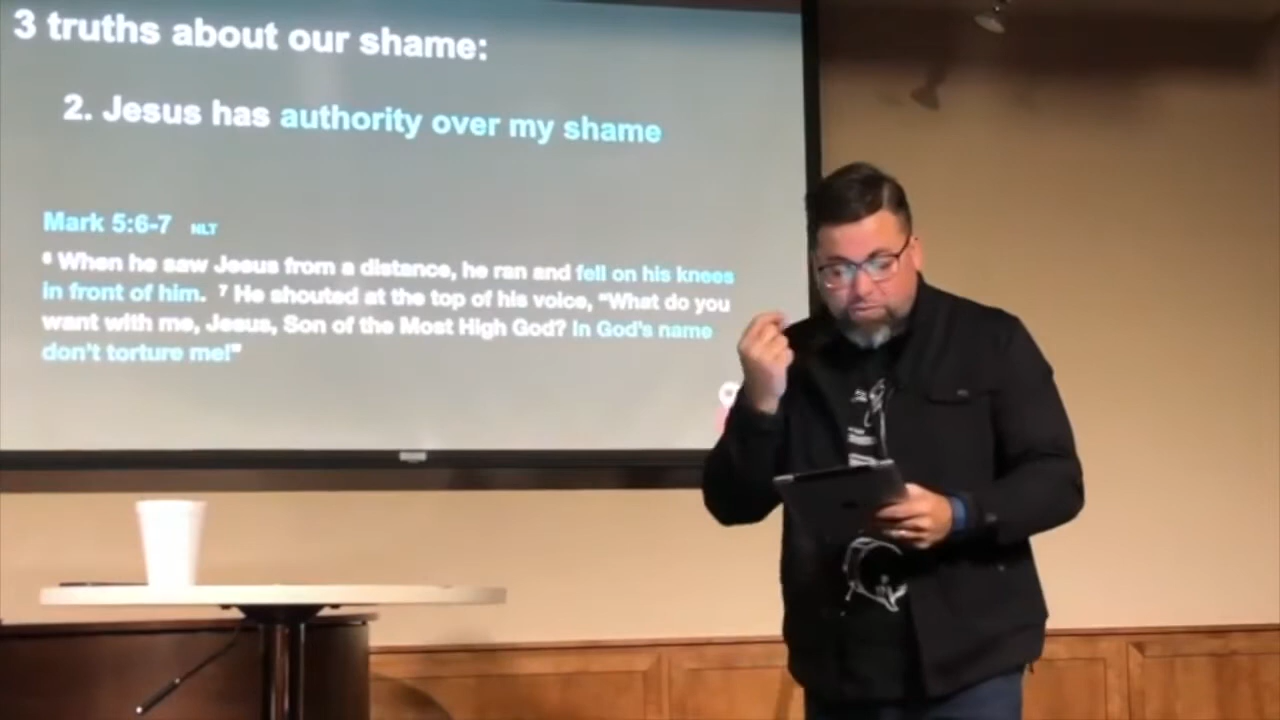 3 truths about our shame:
2. Jesus has authority over my shame
Mark 5:6-7 NLT
⁶ When he saw Jesus from a distance, he ran and fell on his knees
in front of him. ⁷ He shouted at the top of his voice, “What do you
want with me, Jesus, Son of the Most High God? In God’s name
don’t torture me!”